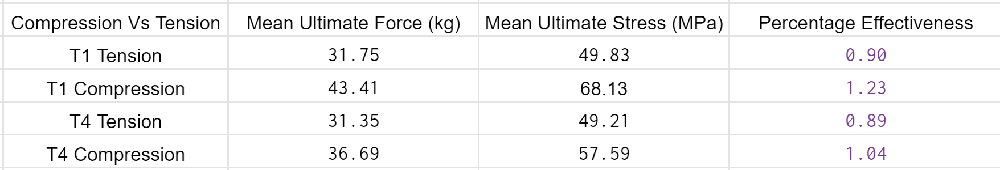 Compression Vs Tension Mean Ultimate Force (kg) Mean Ultimate Stress (MPa) Percentage Effectiveness
T1 Tension 31.75 49.83 0.90
T1 Compression 43.41 68.13 1.23
T4 Tension 31.35 49.21 0.89
T4 Compression 36.69 57.59 1.04